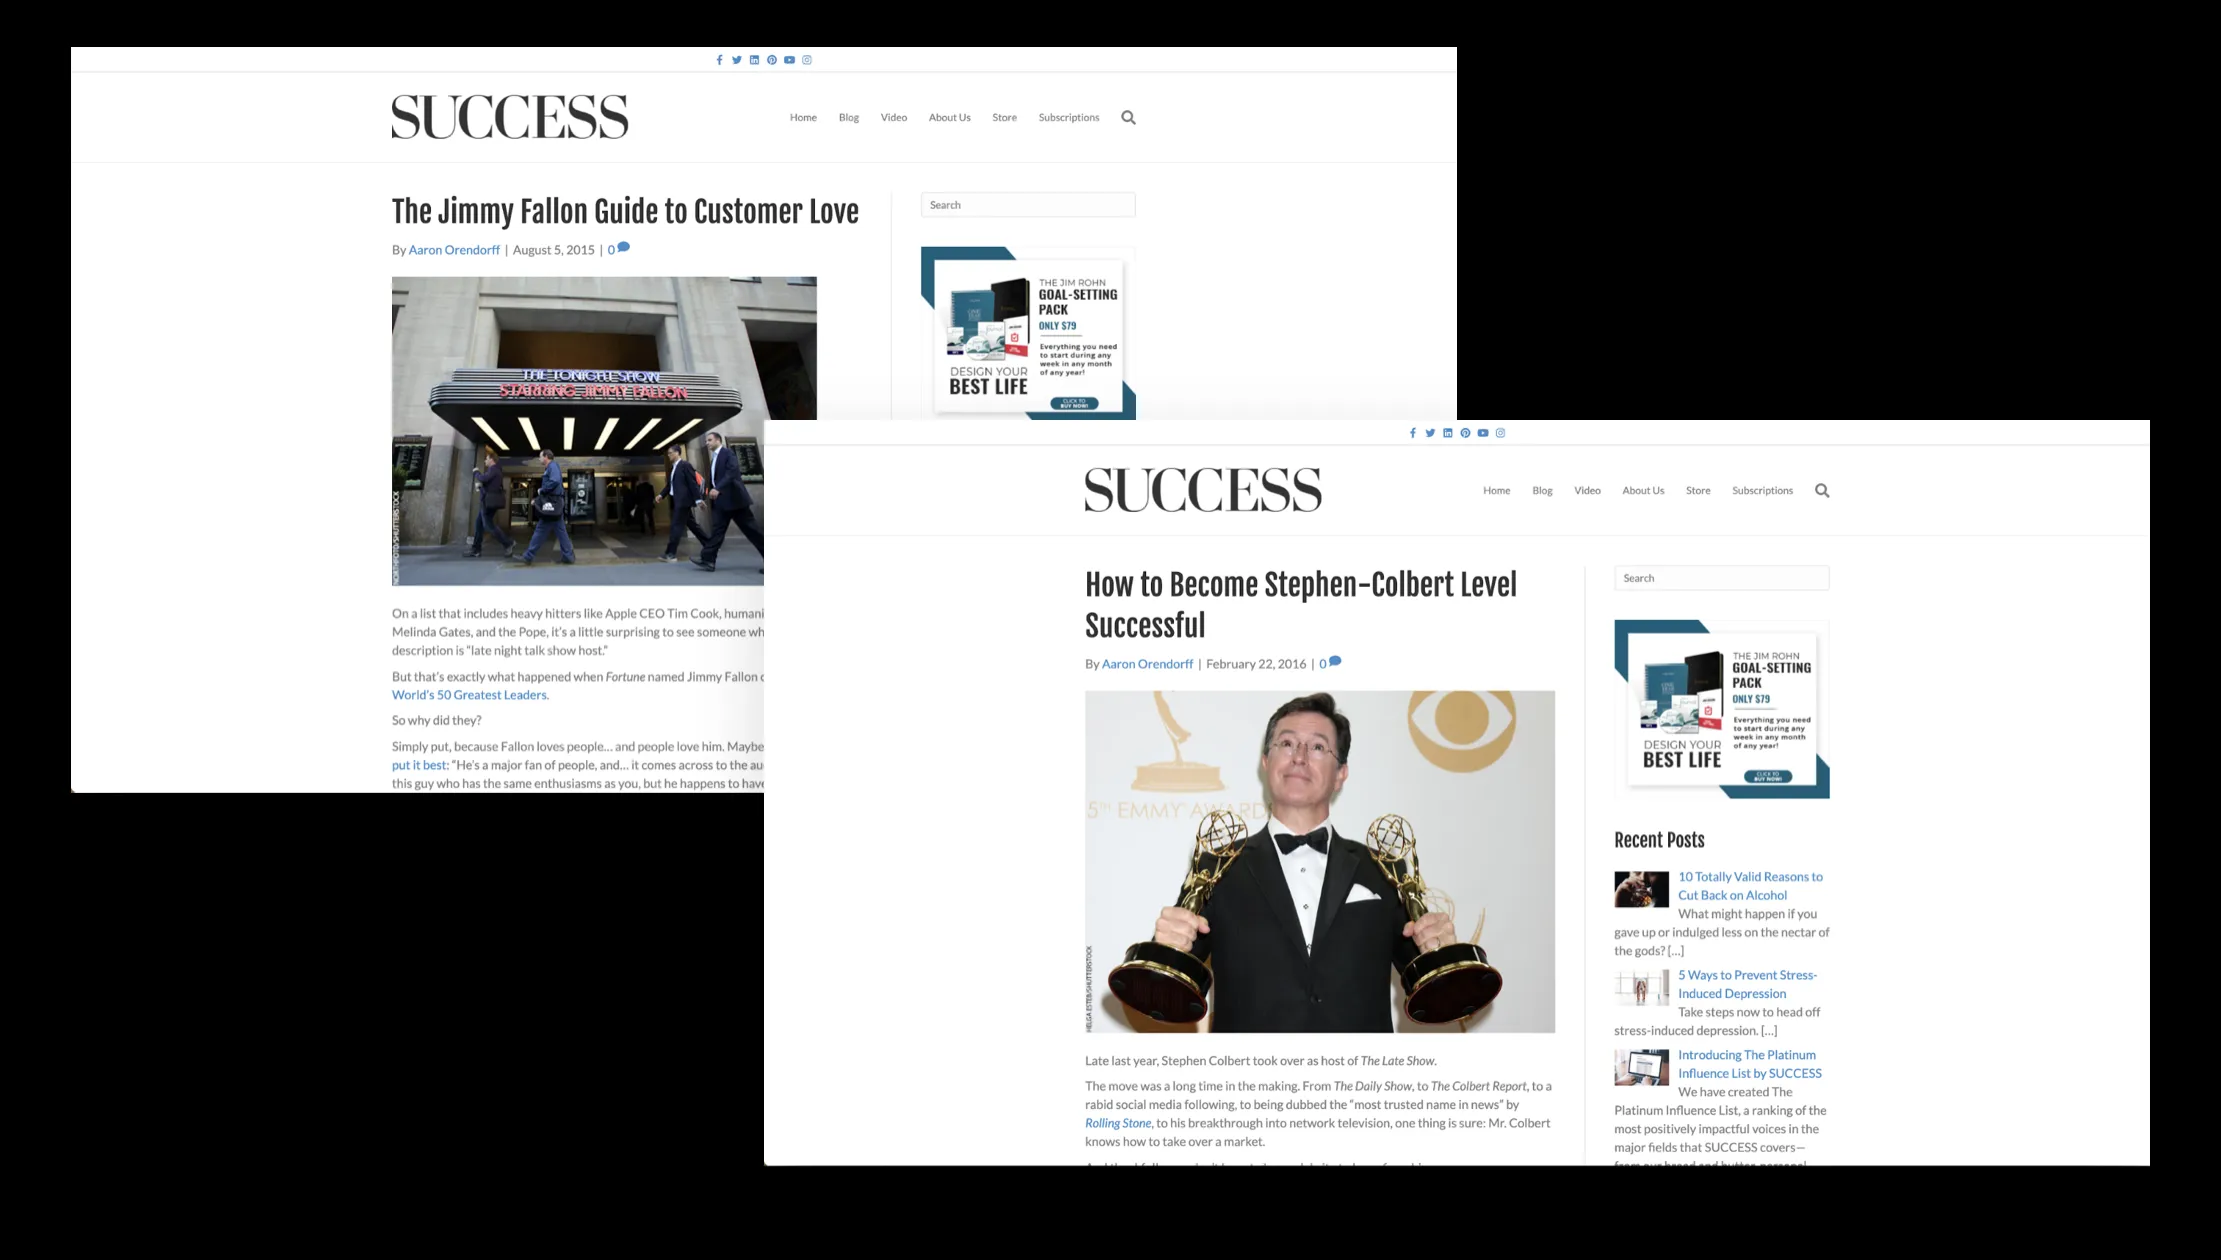 SUCCESS
Home Blog Video About Us Store Subscriptions
The Jimmy Fallon Guide to Customer Love
By Aaron Orendorff | August 5, 2015 | 0
THE TONIGHT SHOW
STARRING JIMMY FALLON
NORTHFOTO/SHUTTERSTOCK
On a list that includes heavy hitters like Apple CEO Tim Cook, humani
Melinda Gates, and the Pope, it's a little surprising to see someone wh
description is “late night talk show host.”
But that's exactly what happened when Fortune named Jimmy Fallon
World's 50 Greatest Leaders.
So why did they?
Simply put, because Fallon loves people... and people love him. Maybe
put it best: “He's a major fan of people, and... it comes across to the au
this guy who has the same enthusiasms as you, but he happens to have
Search
THE JIM ROHN
GOAL-SETTING
PACK
ONLY $79
Everything you need
to start during any
week in any month
of any year!
DESIGN YOUR
BEST LIFE
CLICK TO
BUY NOW!
SUCCESS
Home Blog Video About Us Store Subscriptions
How to Become Stephen-Colbert Level
Successful
By Aaron Orendorff | February 22, 2016 | 0
5TH EMMY AWARDS
HELGA ESTEB/SHUTTERSTOCK
Late last year, Stephen Colbert took over as host of The Late Show.
The move was a long time in the making. From The Daily Show, to The Colbert Report, to a
rabid social media following, to being dubbed the “most trusted name in news” by
Rolling Stone, to his breakthrough into network television, one thing is sure: Mr. Colbert
knows how to take over a market.
Search
THE JIM ROHN
GOAL-SETTING
PACK
ONLY $79
Everything you need
to start during any
week in any month
of any year!
DESIGN YOUR
BEST LIFE
CLICK TO
BUY NOW!
Recent Posts
10 Totally Valid Reasons to
Cut Back on Alcohol
What might happen if you
gave up or indulged less on the nectar of
the gods? [...]
5 Ways to Prevent Stress-
Induced Depression
Take steps now to head off
stress-induced depression. [...]
Introducing The Platinum
Influence List by SUCCESS
We have created The
Platinum Influence List, a ranking of the
most positively impactful voices in the
major fields that SUCCESS covers—